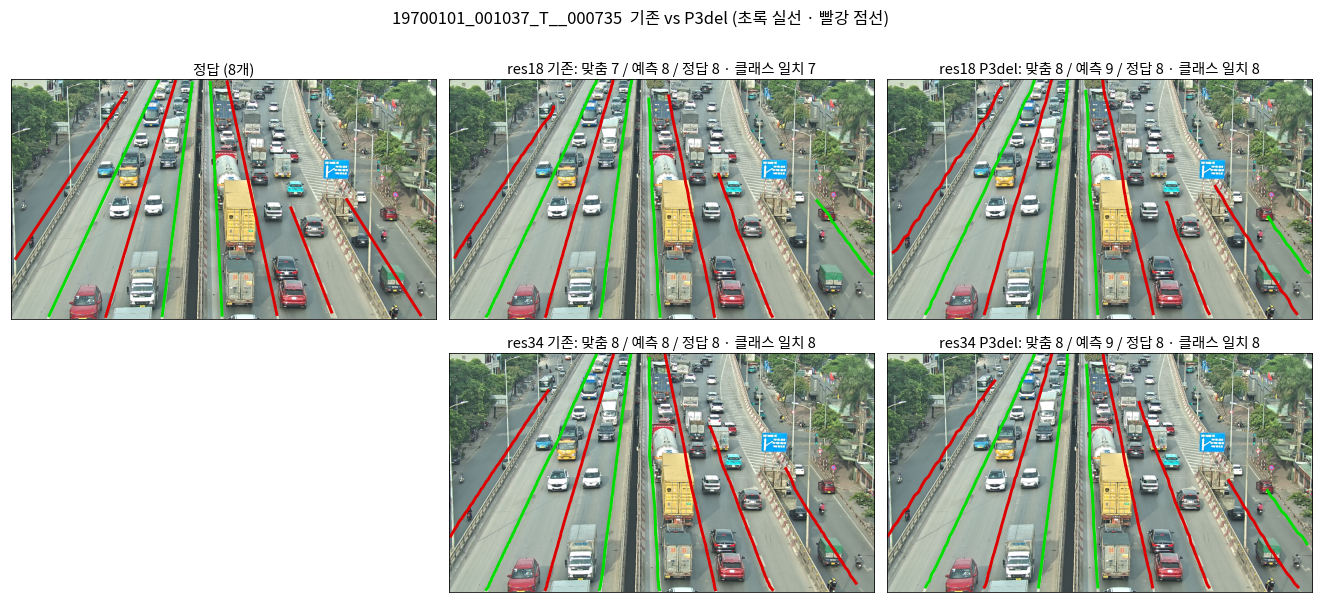 19700101_001037_T__000735 기존 vs P3del (초록 실선 · 빨강 점선)
정답 (8개)
res18 기존: 맞춤 7 / 예측 8 / 정답 8 · 클래스 일치 7
res18 P3del: 맞춤 8 / 예측 9 / 정답 8 · 클래스 일치 8
res34 기존: 맞춤 8 / 예측 8 / 정답 8 · 클래스 일치 8
res34 P3del: 맞춤 8 / 예측 9 / 정답 8 · 클래스 일치 8